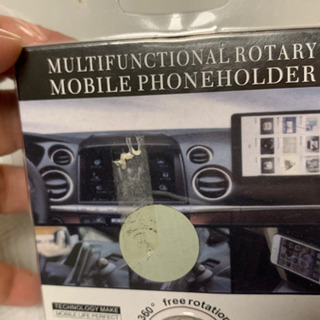 MULTIFUNCTIONAL ROTARY
MOBILE PHONEHOLDER
TECHNOLOGY MAKE
MOBILE LIFE PERFECT
360° free rotation